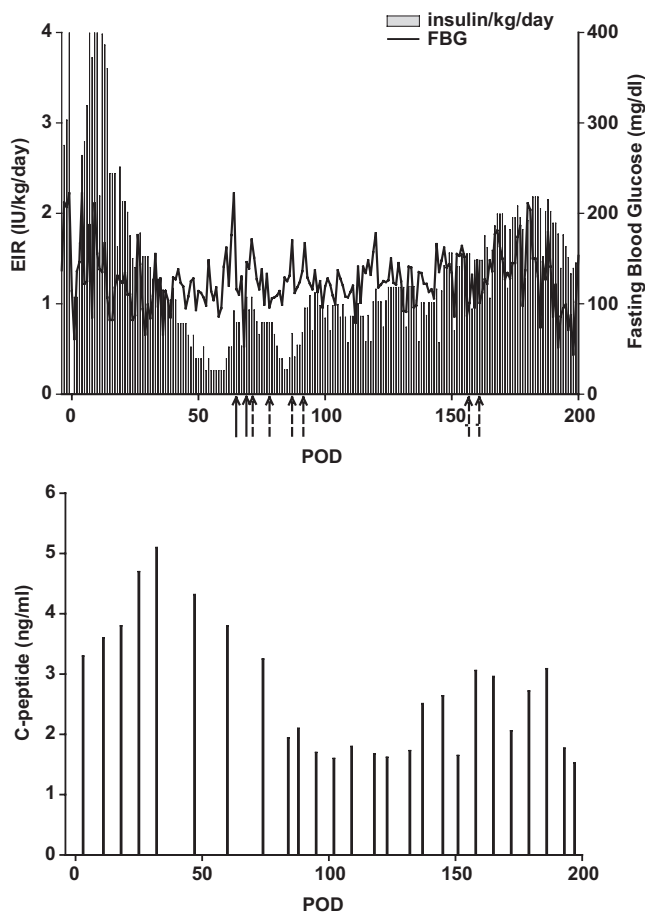 insulin/kg/day
FBG
EIR (IU/kg/day)
4
3
2
1
0
Fasting Blood Glucose (mg/dl)
400
300
200
100
0
0 50 100 150 200
POD
C-peptide (ng/ml)
6
5
4
3
2
1
0
0 50 100 150 200
POD